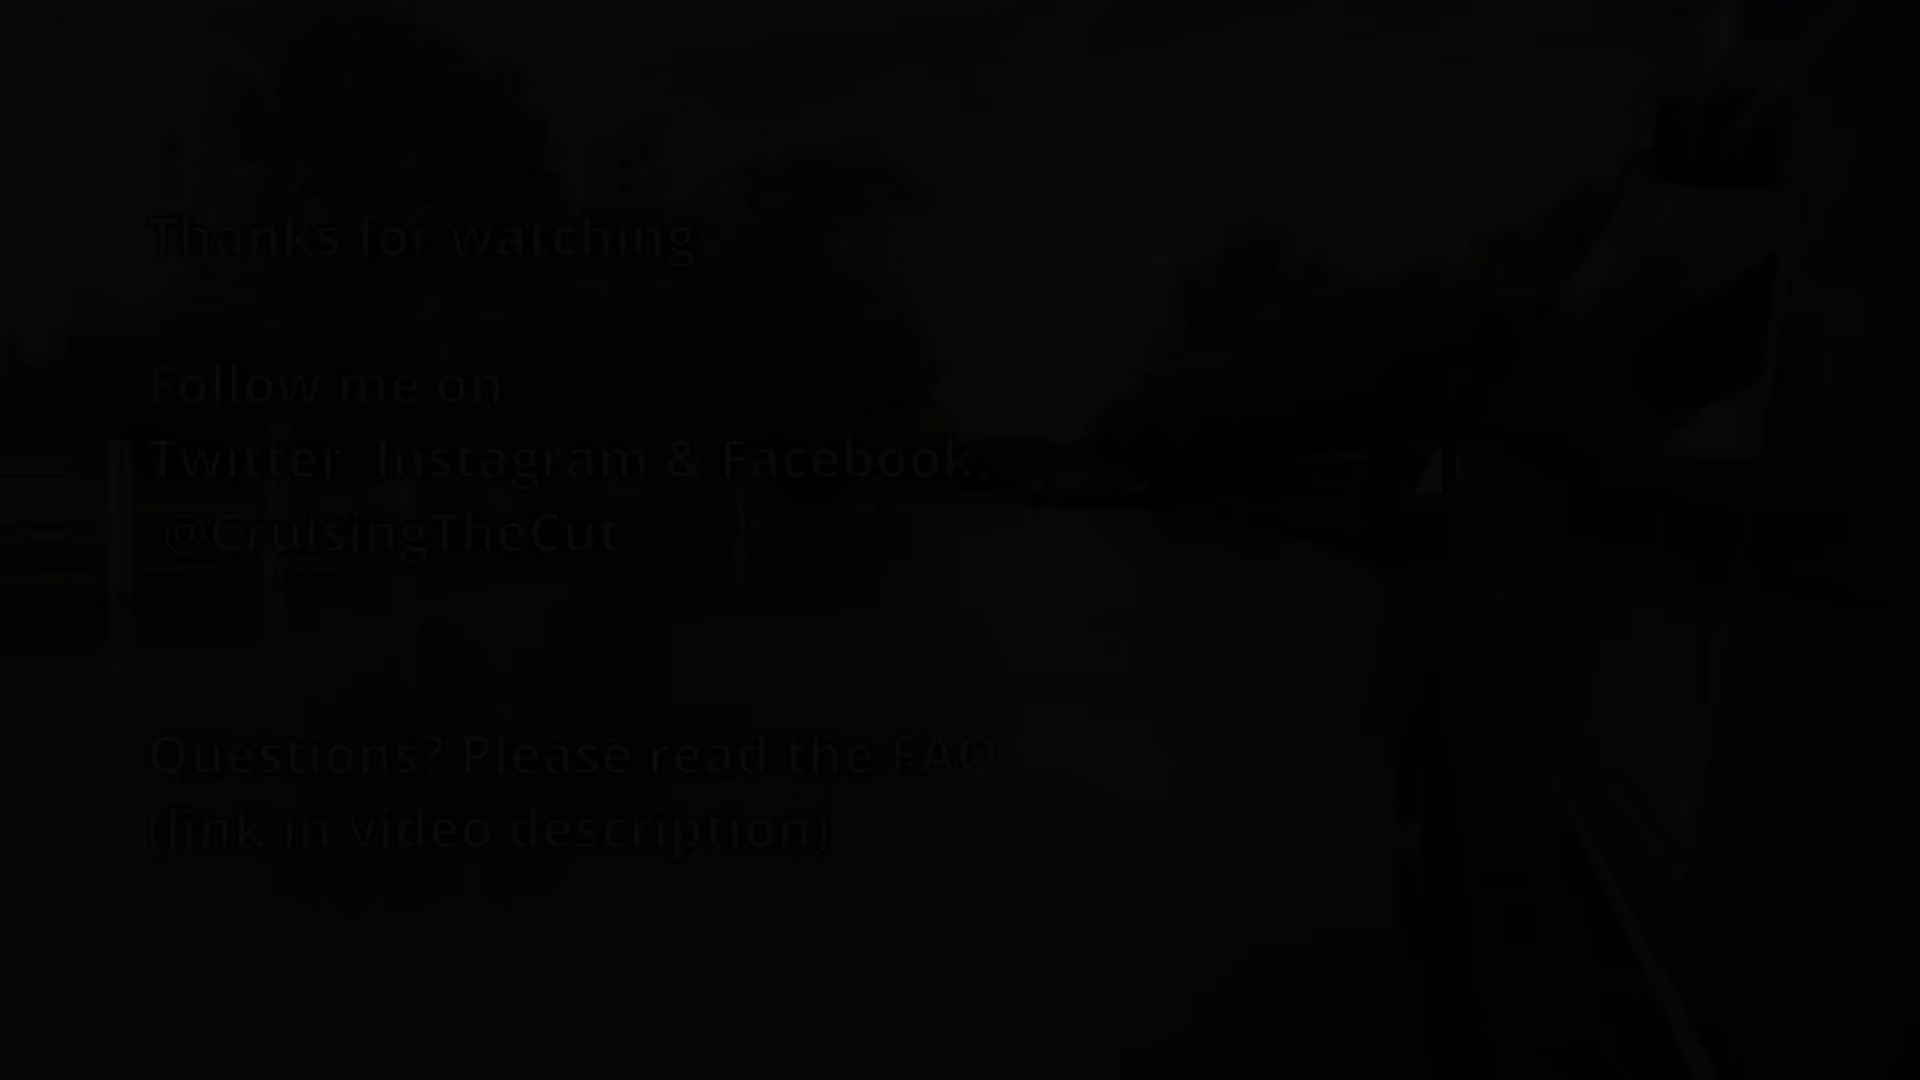 Thanks for watching
Follow me on
Twitter, Instagram & Facebook:
@CruisingTheCut
Questions? Please read the FAQ
(link in video description)